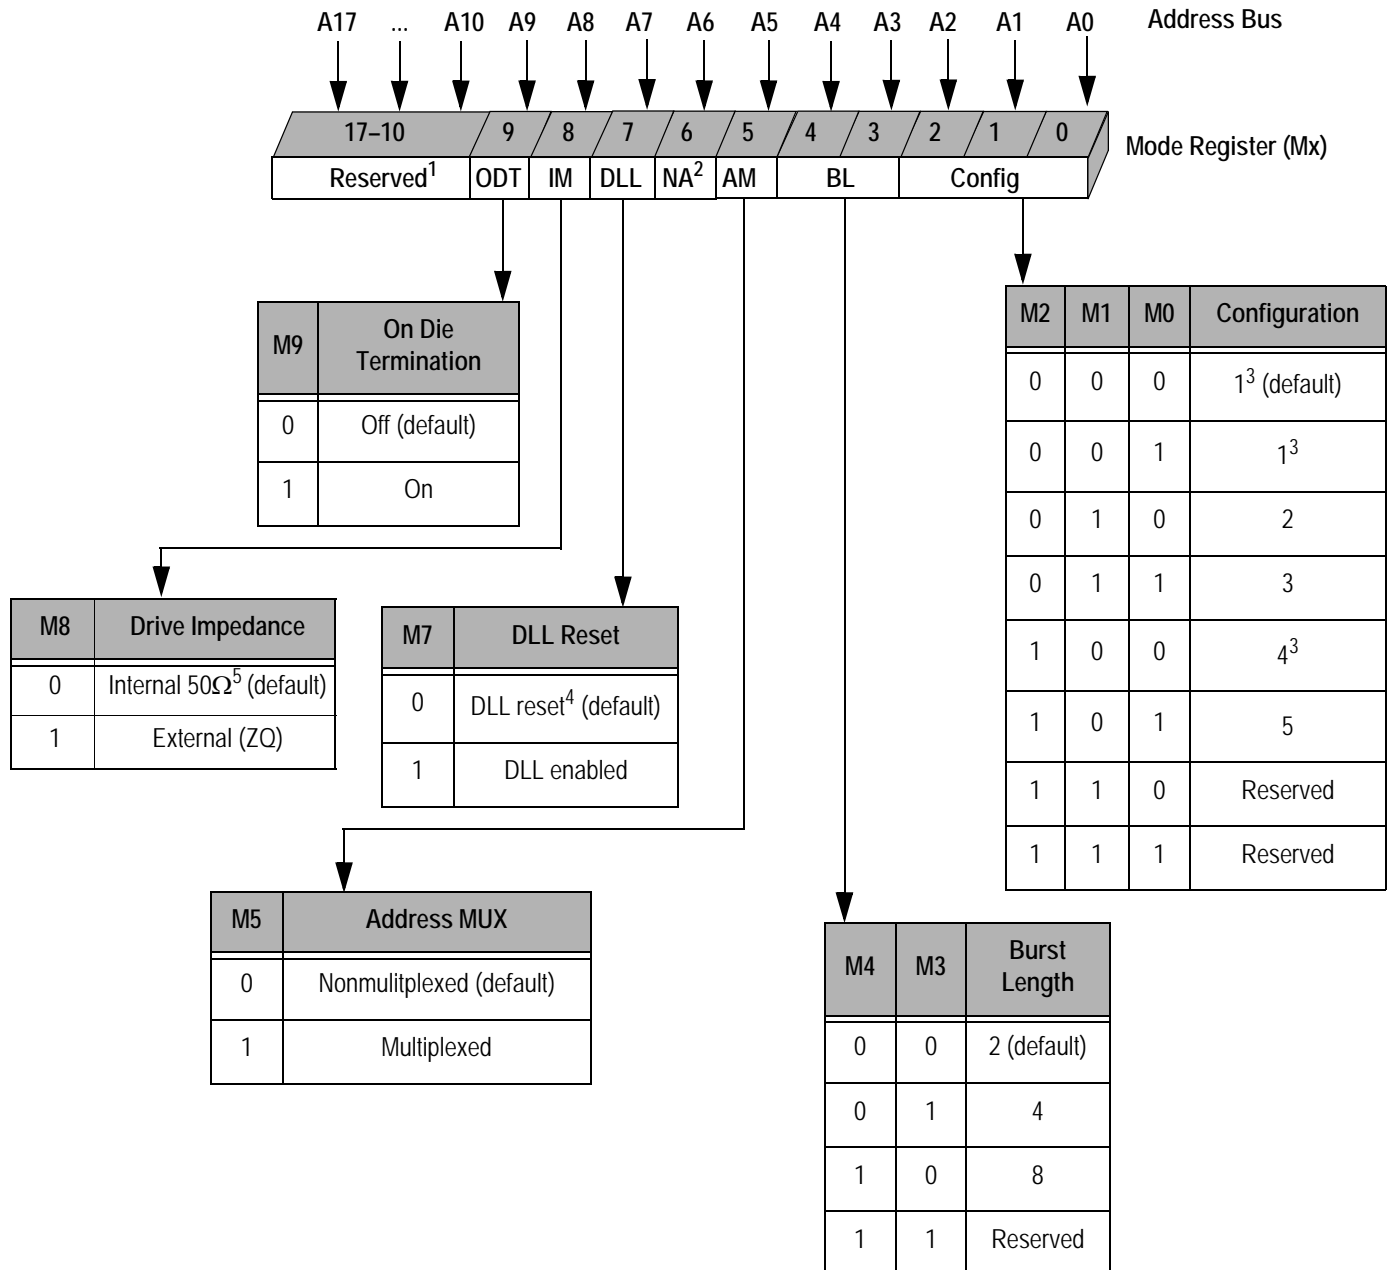 A17 ... A10 A9 A8 A7 A6 A5 A4 A3 A2 A1 A0 Address Bus
17–10 9 8 7 6 5 4 3 2 1 0
Mode Register (Mx)
Reserved1 ODT IM DLL NA2 AM BL Config
M9 On Die Termination
0 Off (default)
1 On
M2 M1 M0 Configuration
0 0 0 13 (default)
0 0 1 13
0 1 0 2
0 1 1 3
1 0 0 43
1 0 1 5
1 1 0 Reserved
1 1 1 Reserved
M8 Drive Impedance
0 Internal 50Ω5 (default)
1 External (ZQ)
M7 DLL Reset
0 DLL reset4 (default)
1 DLL enabled
M5 Address MUX
0 Nonmulitplexed (default)
1 Multiplexed
M4 M3 Burst Length
0 0 2 (default)
0 1 4
1 0 8
1 1 Reserved